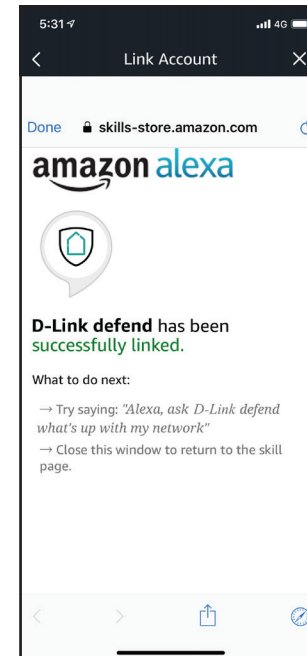 5:31
4G
Link Account
Done skills-store.amazon.com
amazon alexa
D-Link defend has been
successfully linked.
What to do next:
→ Try saying: "Alexa, ask D-Link defend
what's up with my network"
→ Close this window to return to the skill
page.